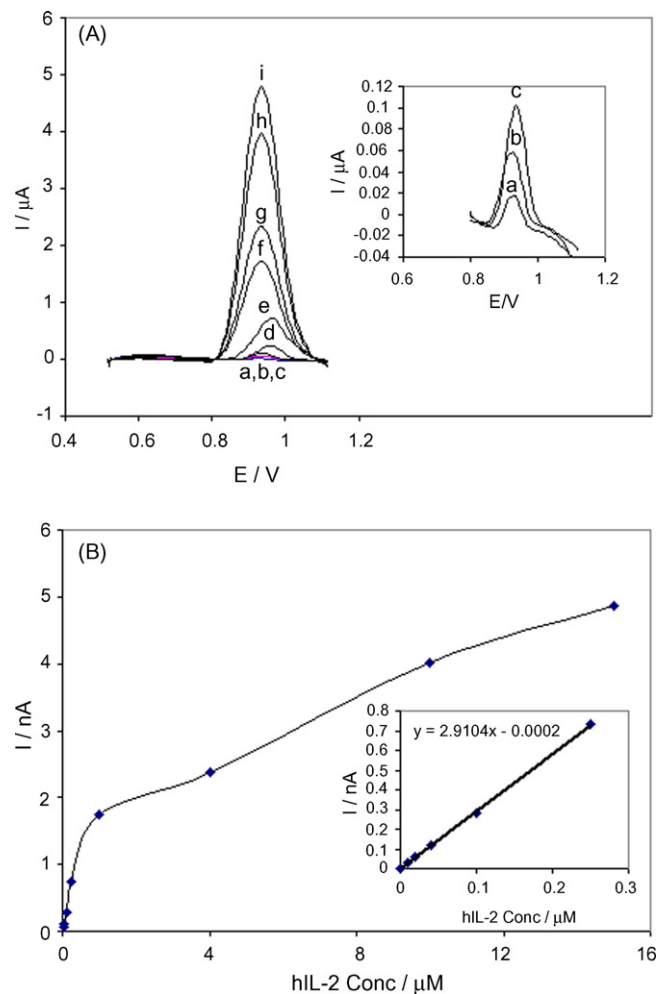 (A)
6
5
4
3
2
1
0
-1
I / μA
i
h
g
f
e
d
a,b,c
0.4
0.6
0.8
1
1.2
E / V
0.12
0.1
0.08
0.06
0.04
0.02
0
-0.02
-0.04
I / μA
c
b
a
0.6
0.8
1
1.2
E/V
(B)
6
5
4
3
2
1
0
I / nA
0
4
8
12
16
hIL-2 Conc / μM
y = 2.9104x - 0.0002
0.8
0.7
0.6
0.5
0.4
0.3
0.2
0.1
0
I / nA
0
0.1
0.2
0.3
hIL-2 Conc / μM